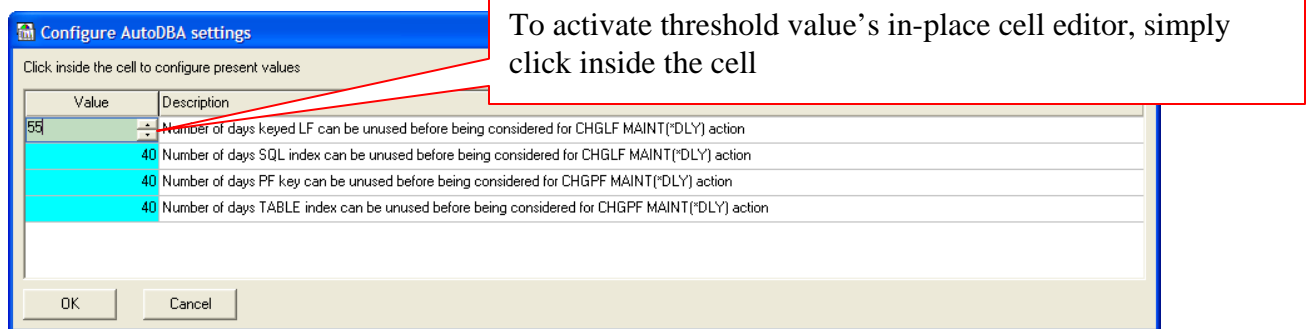 Configure AutoDBA settings
To activate threshold value’s in-place cell editor, simply
click inside the cell
Click inside the cell to configure present values
Value Description
55 Number of days keyed LF can be unused before being considered for CHGLF MAINT(*DLY) action
40 Number of days SQL index can be unused before being considered for CHGLF MAINT(*DLY) action
40 Number of days PF key can be unused before being considered for CHGPF MAINT(*DLY) action
40 Number of days TABLE index can be unused before being considered for CHGPF MAINT(*DLY) action
OK Cancel